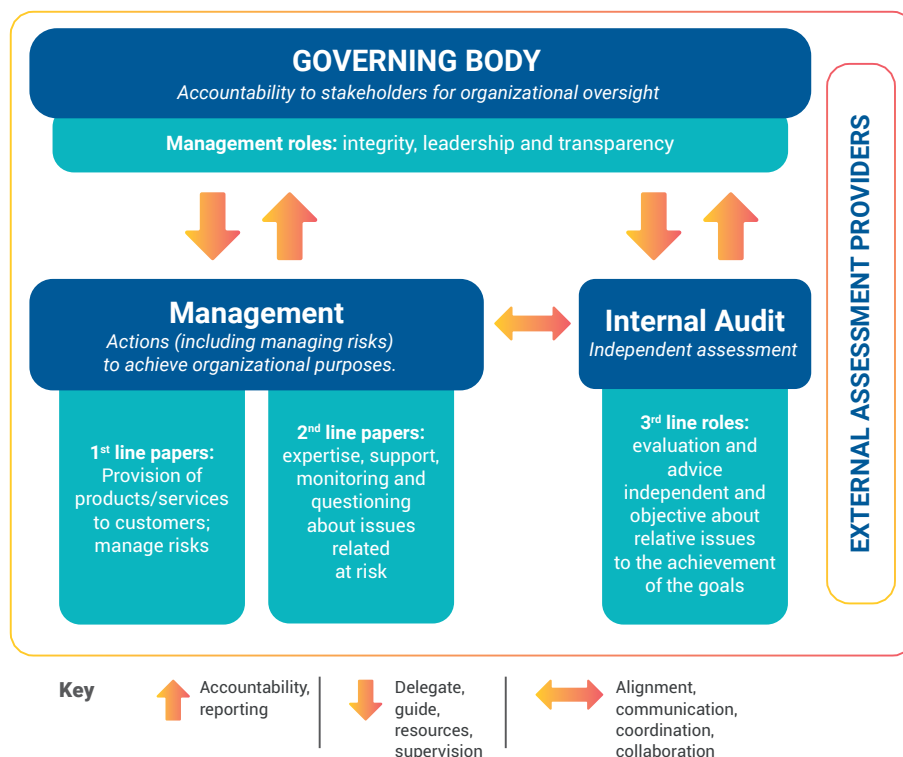 GOVERNING BODY
Accountability to stakeholders for organizational oversight
Management roles: integrity, leadership and transparency
EXTERNAL ASSESSMENT PROVIDERS
Management
Actions (including managing risks)
to achieve organizational purposes.
Internal Audit
Independent assessment
1st line papers:
Provision of
products/services
to customers;
manage risks
2nd line papers:
expertise, support,
monitoring and
questioning
about issues
related
at risk
3rd line roles:
evaluation and
advice
independent and
objective about
relative issues
to the achievement
of the goals
Key
Accountability,
reporting
Delegate,
guide,
resources,
supervision
Alignment,
communication,
coordination,
collaboration